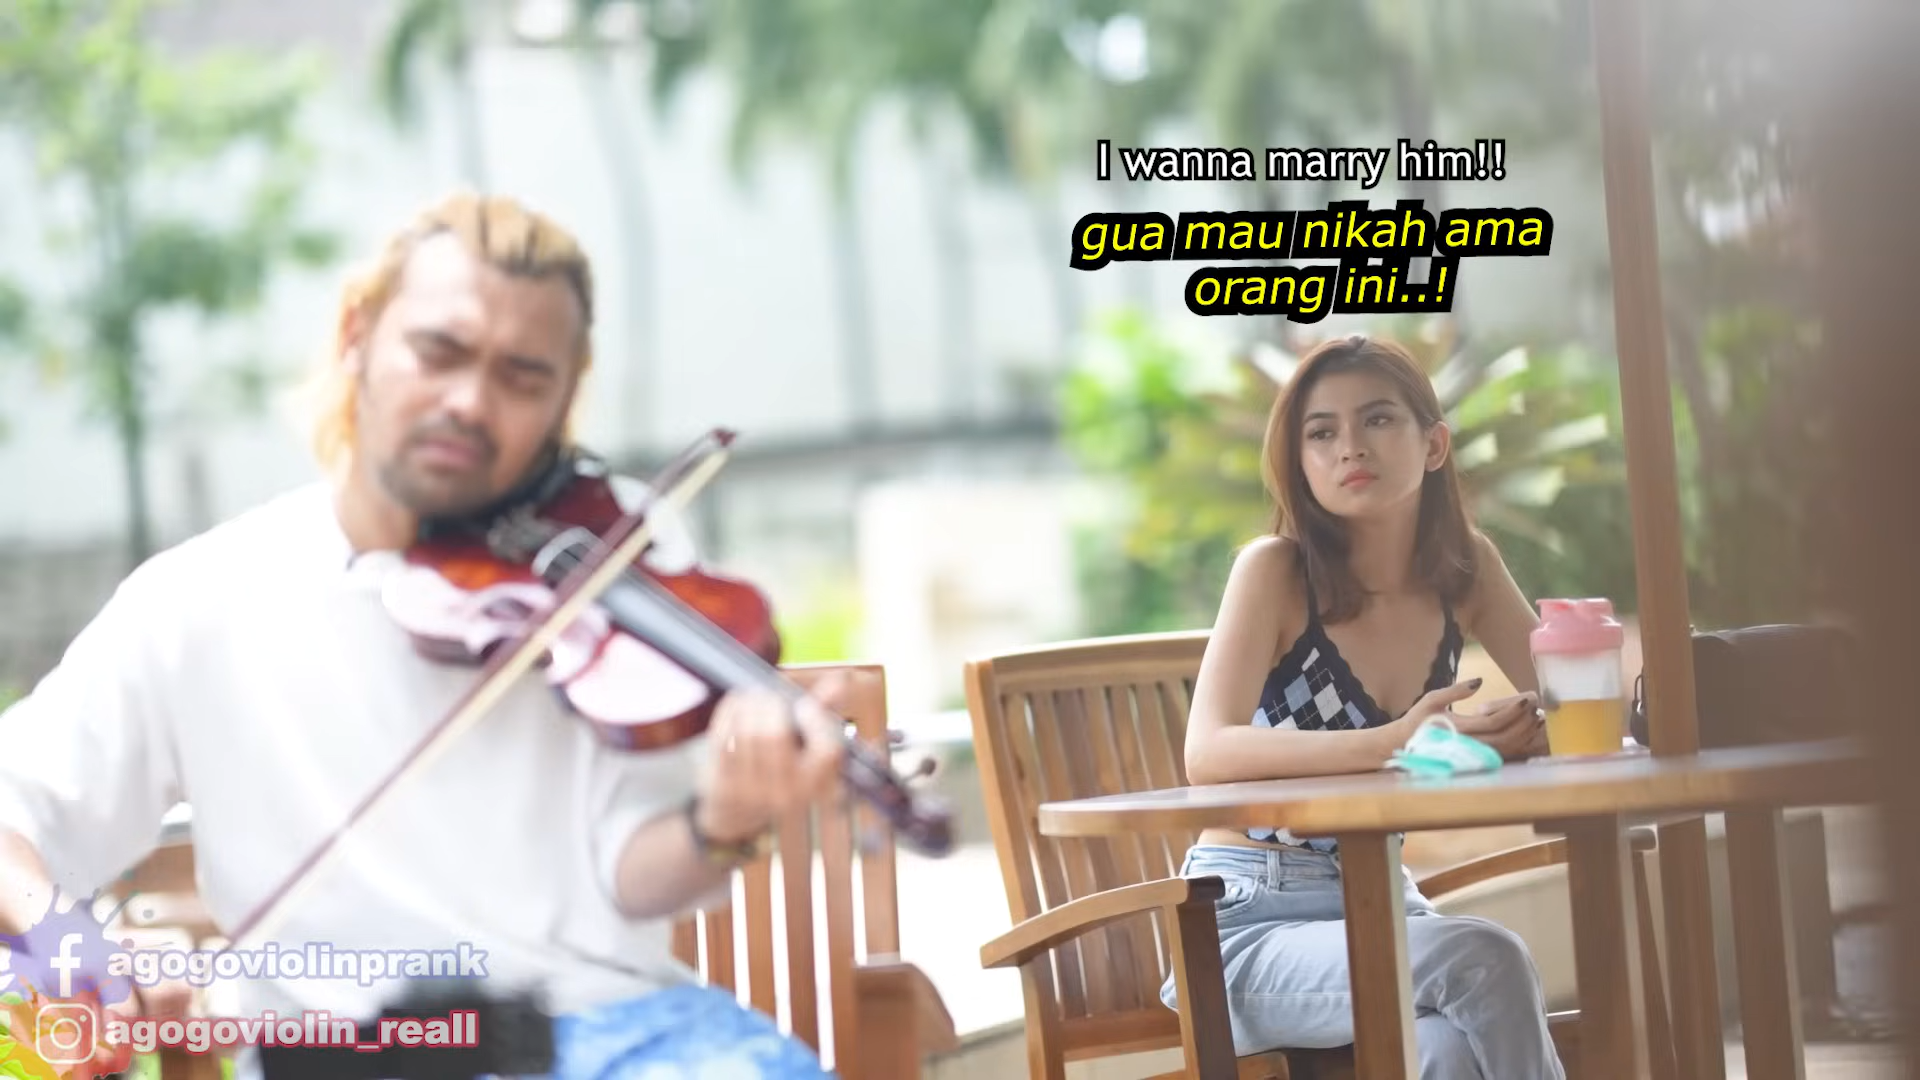 I wanna marry him!!
gua mau nikah ama
orang ini..!
agogoviolinprank
agogoviolin_reall